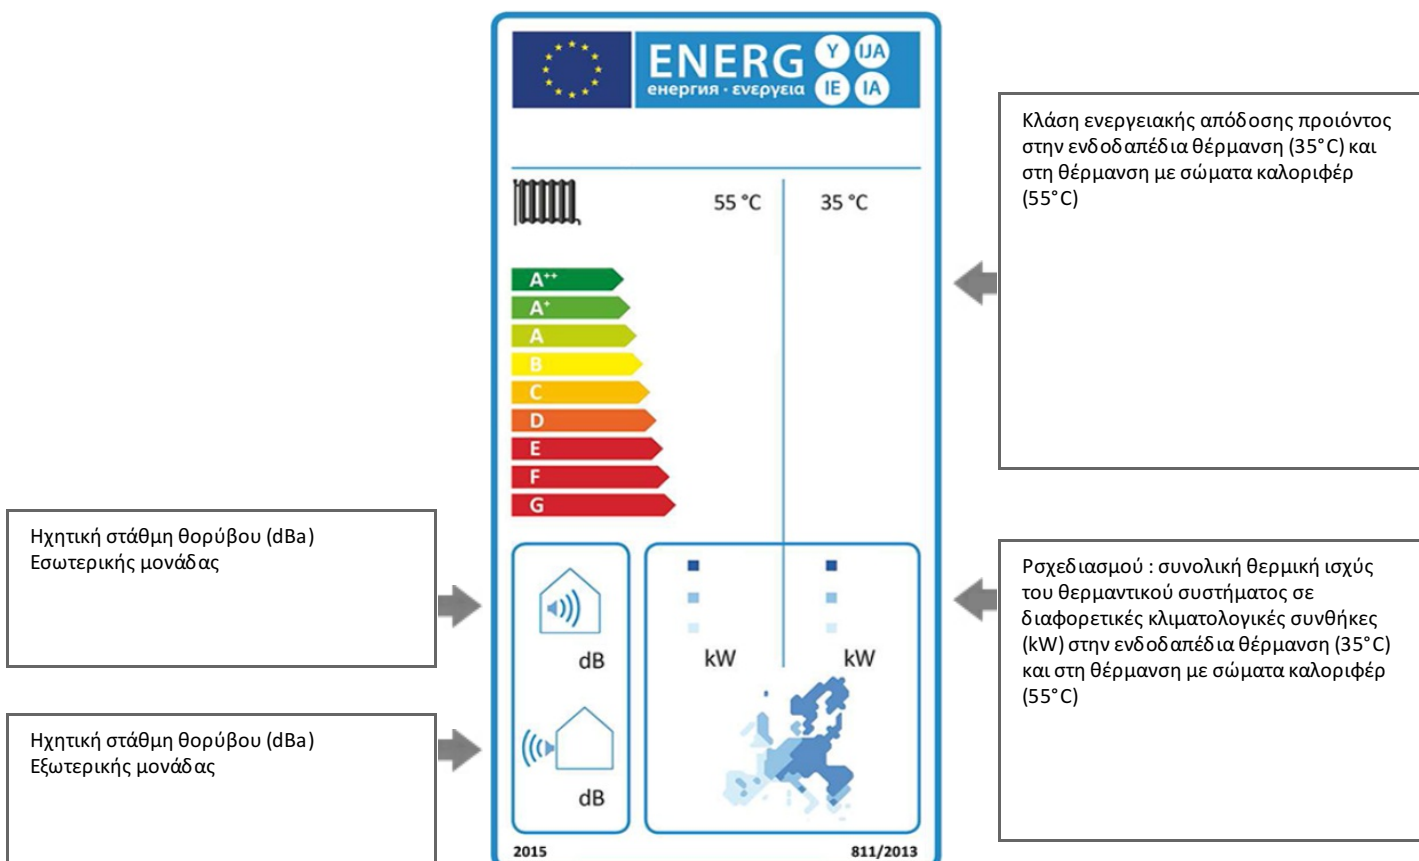 ENERG
енергия · ενεργεια
Y
IJA
IE
IA
55 °C
35 °C
A++
A+
A
B
C
D
E
F
G
dB
dB
kW
kW
2015
811/2013
Κλάση ενεργειακής απόδοσης προιόντος
στην ενδοδαπέδια θέρμανση (35°C) και
στη θέρμανση με σώματα καλοριφέρ
(55°C)
Ηχητική στάθμη θορύβου (dBa)
Εσωτερικής μονάδας
Ρσχεδιασμού : συνολική θερμική ισχύς
του θερμαντικού συστήματος σε
διαφορετικές κλιματολογικές συνθήκες
(kW) στην ενδοδαπέδια θέρμανση (35°C)
και στη θέρμανση με σώματα καλοριφέρ
(55°C)
Ηχητική στάθμη θορύβου (dBa)
Εξωτερικής μονάδας